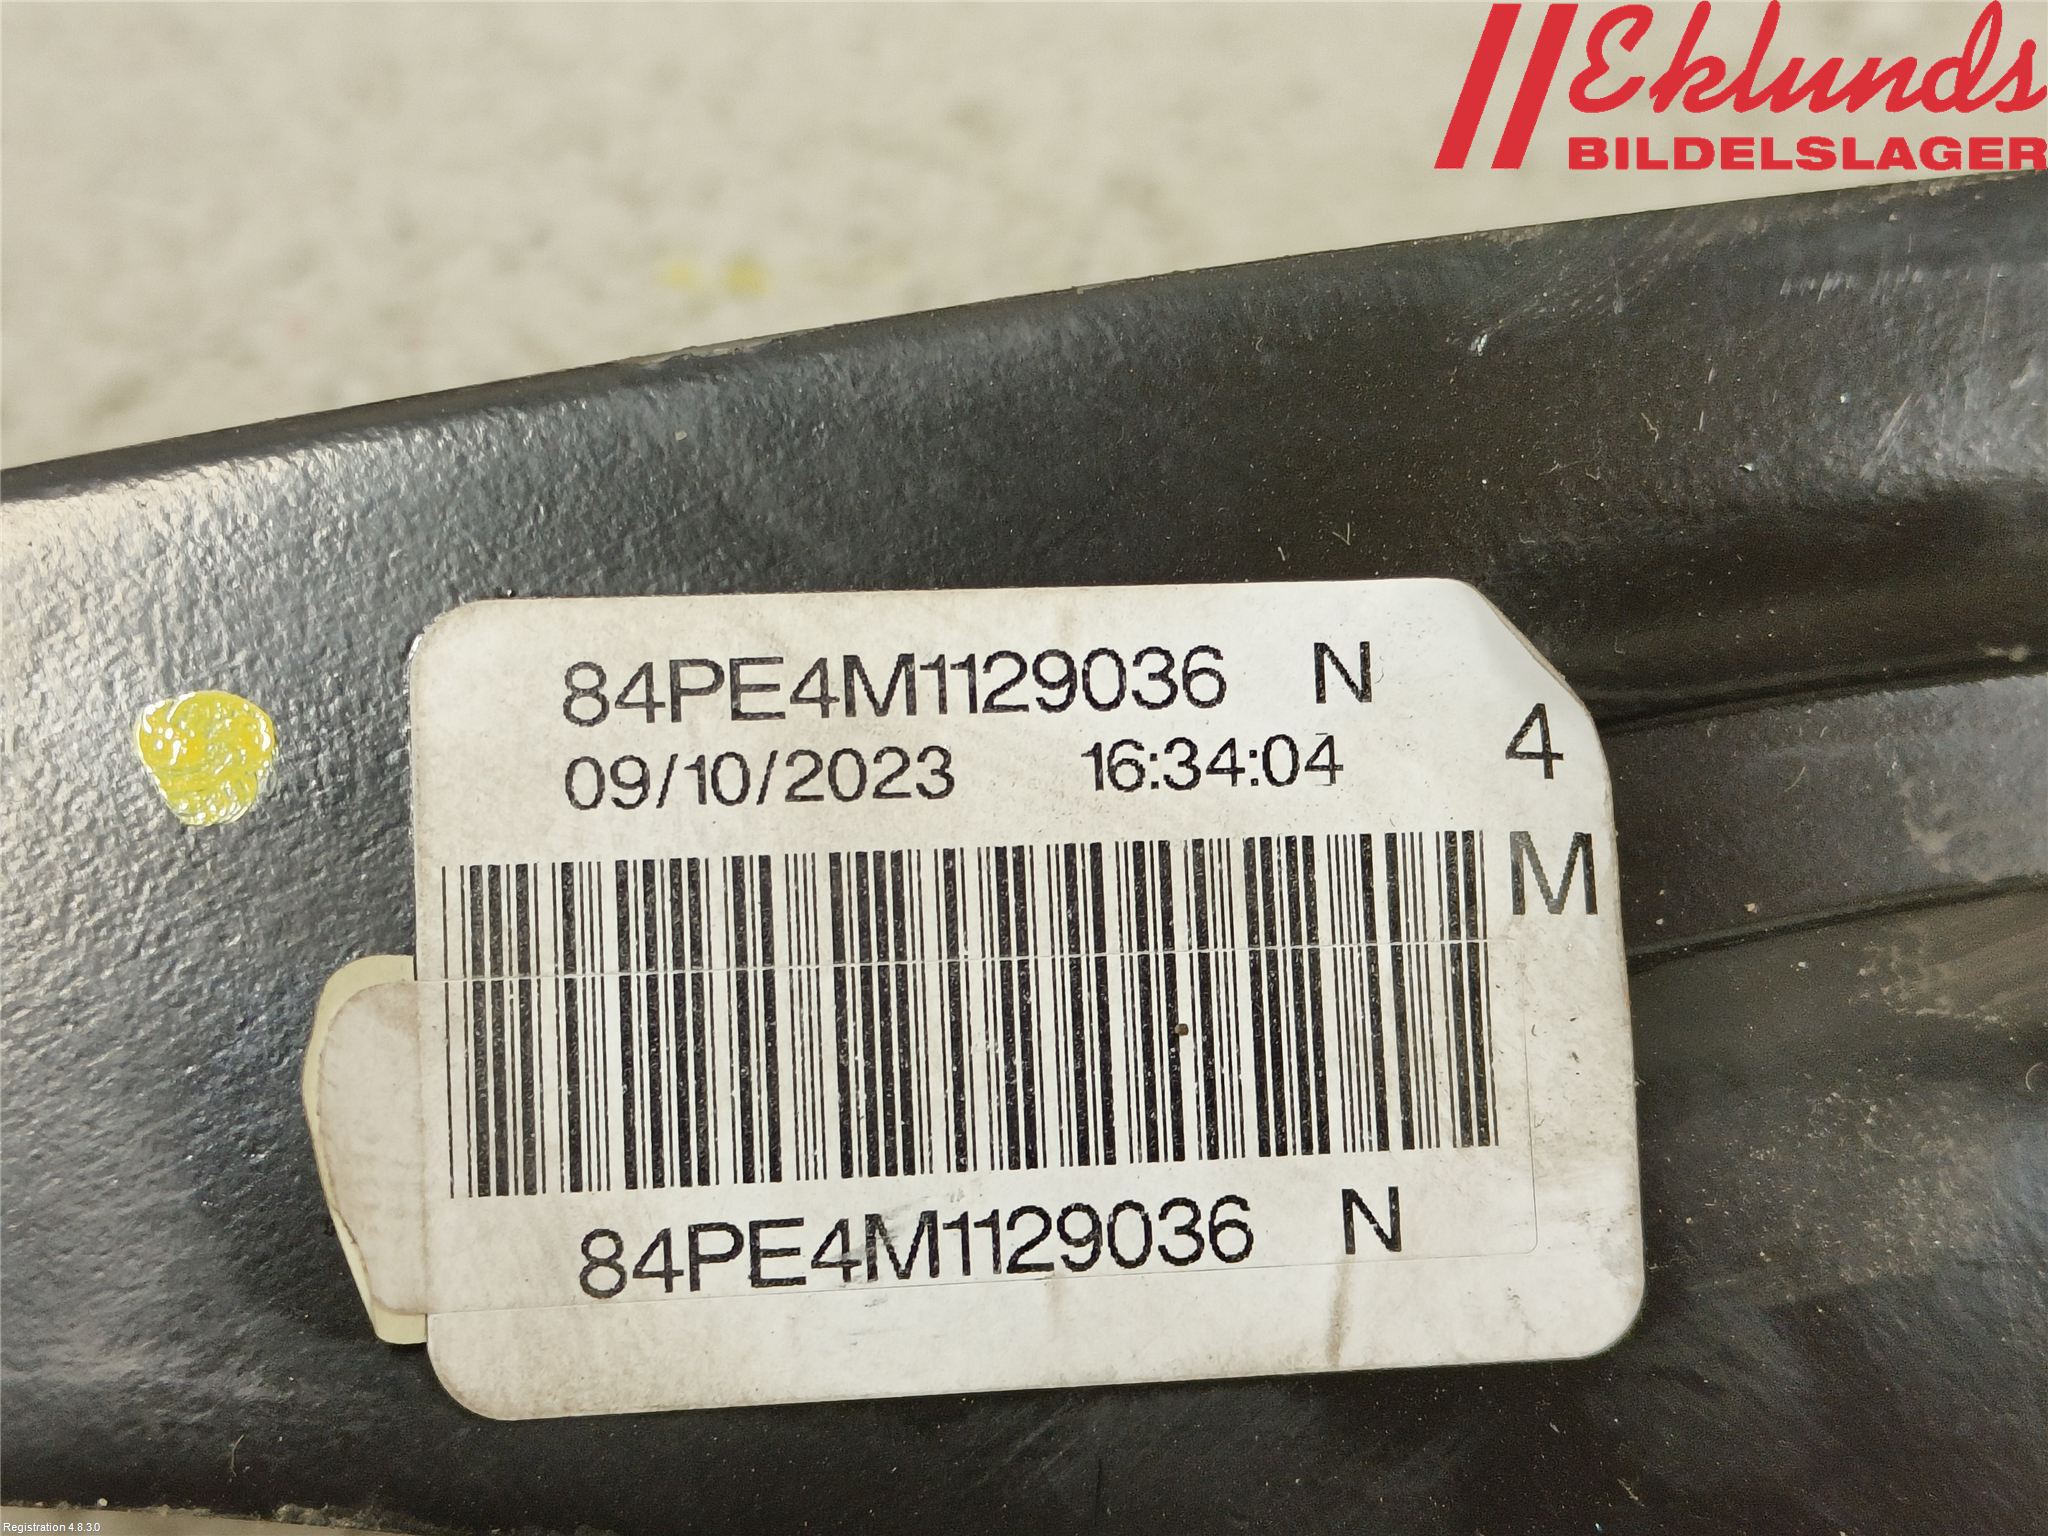 Eklunds
BILDELSLAGER
84PE4M1129036 N
09/10/2023 16:34:04
4
M
84PE4M1129036 N
Registration 4.8.3.0